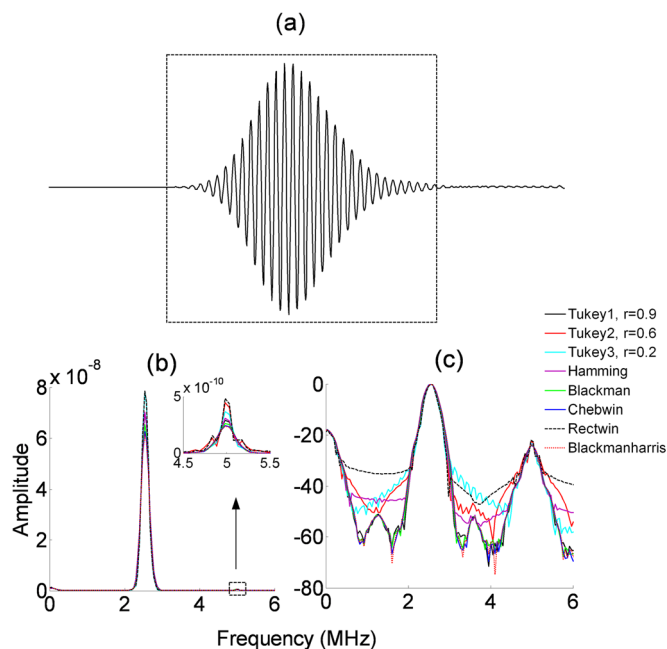 (a)
Tukey1, r=0.9
Tukey2, r=0.6
Tukey3, r=0.2
Hamming
Blackman
Chebwin
Rectwin
Blackmanharris
(b)
8 x 10^-8
6
4
2
0
0 2 4 6
Amplitude
5 x 10^-10
0
4.5 5 5.5
(c)
0
-20
-40
-60
-80
0 2 4 6
Frequency (MHz)